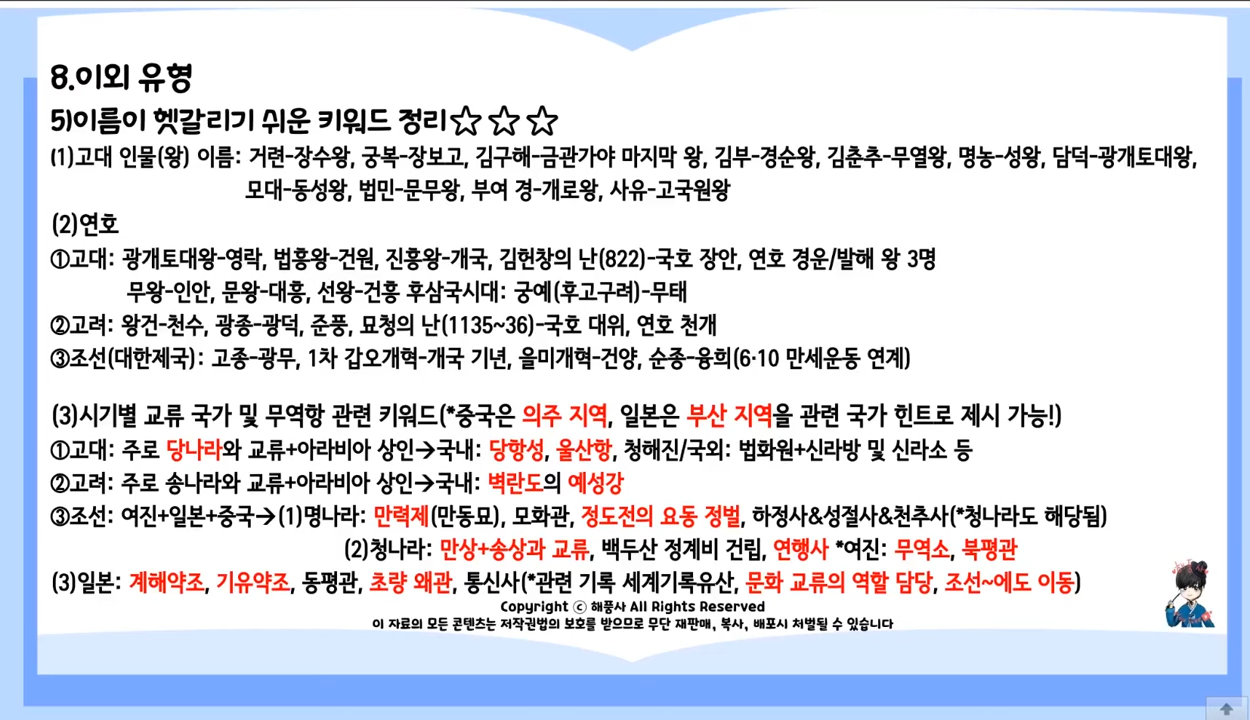 8.이외 유형
5)이름이 헷갈리기 쉬운 키워드 정리☆☆☆
(1)고대 인물(왕) 이름: 거련-장수왕, 궁복-장보고, 김구해-금관가야 마지막 왕, 김부-경순왕, 김춘추-무열왕, 명농-성왕, 담덕-광개토대왕,
모대-동성왕, 법민-문무왕, 부여 경-개로왕, 사유-고국원왕
(2)연호
①고대: 광개토대왕-영락, 법흥왕-건원, 진흥왕-개국, 김헌창의 난(822)-국호 장안, 연호 경운/발해 왕 3명
무왕-인안, 문왕-대흥, 선왕-건흥 후삼국시대: 궁예(후고구려)-무태
②고려: 왕건-천수, 광종-광덕, 준풍, 묘청의 난(1135~36)-국호 대위, 연호 천개
③조선(대한제국): 고종-광무, 1차 갑오개혁-개국 기년, 을미개혁-건양, 순종-융희(6·10 만세운동 연계)
(3)시기별 교류 국가 및 무역항 관련 키워드(*중국은 의주 지역, 일본은 부산 지역을 관련 국가 힌트로 제시 가능!)
①고대: 주로 당나라와 교류+아라비아 상인→국내: 당항성, 울산항, 청해진/국외: 법화원+신라방 및 신라소 등
②고려: 주로 송나라와 교류+아라비아 상인→국내: 벽란도의 예성강
③조선: 여진+일본+중국→(1)명나라: 만력제(만동묘), 모화관, 정도전의 요동 정벌, 하정사&성절사&천추사(*청나라도 해당됨)
(2)청나라: 만상+송상과 교류, 백두산 정계비 건립, 연행사 *여진: 무역소, 북평관
(3)일본: 계해약조, 기유약조, 동평관, 초량 왜관, 통신사(*관련 기록 세계기록유산, 문화 교류의 역할 담당, 조선~에도 이동)
Copyright ⓒ 해풍사 All Rights Reserved
이 자료의 모든 콘텐츠는 저작권법의 보호를 받으므로 무단 재판매, 복사, 배포시 처벌될 수 있습니다